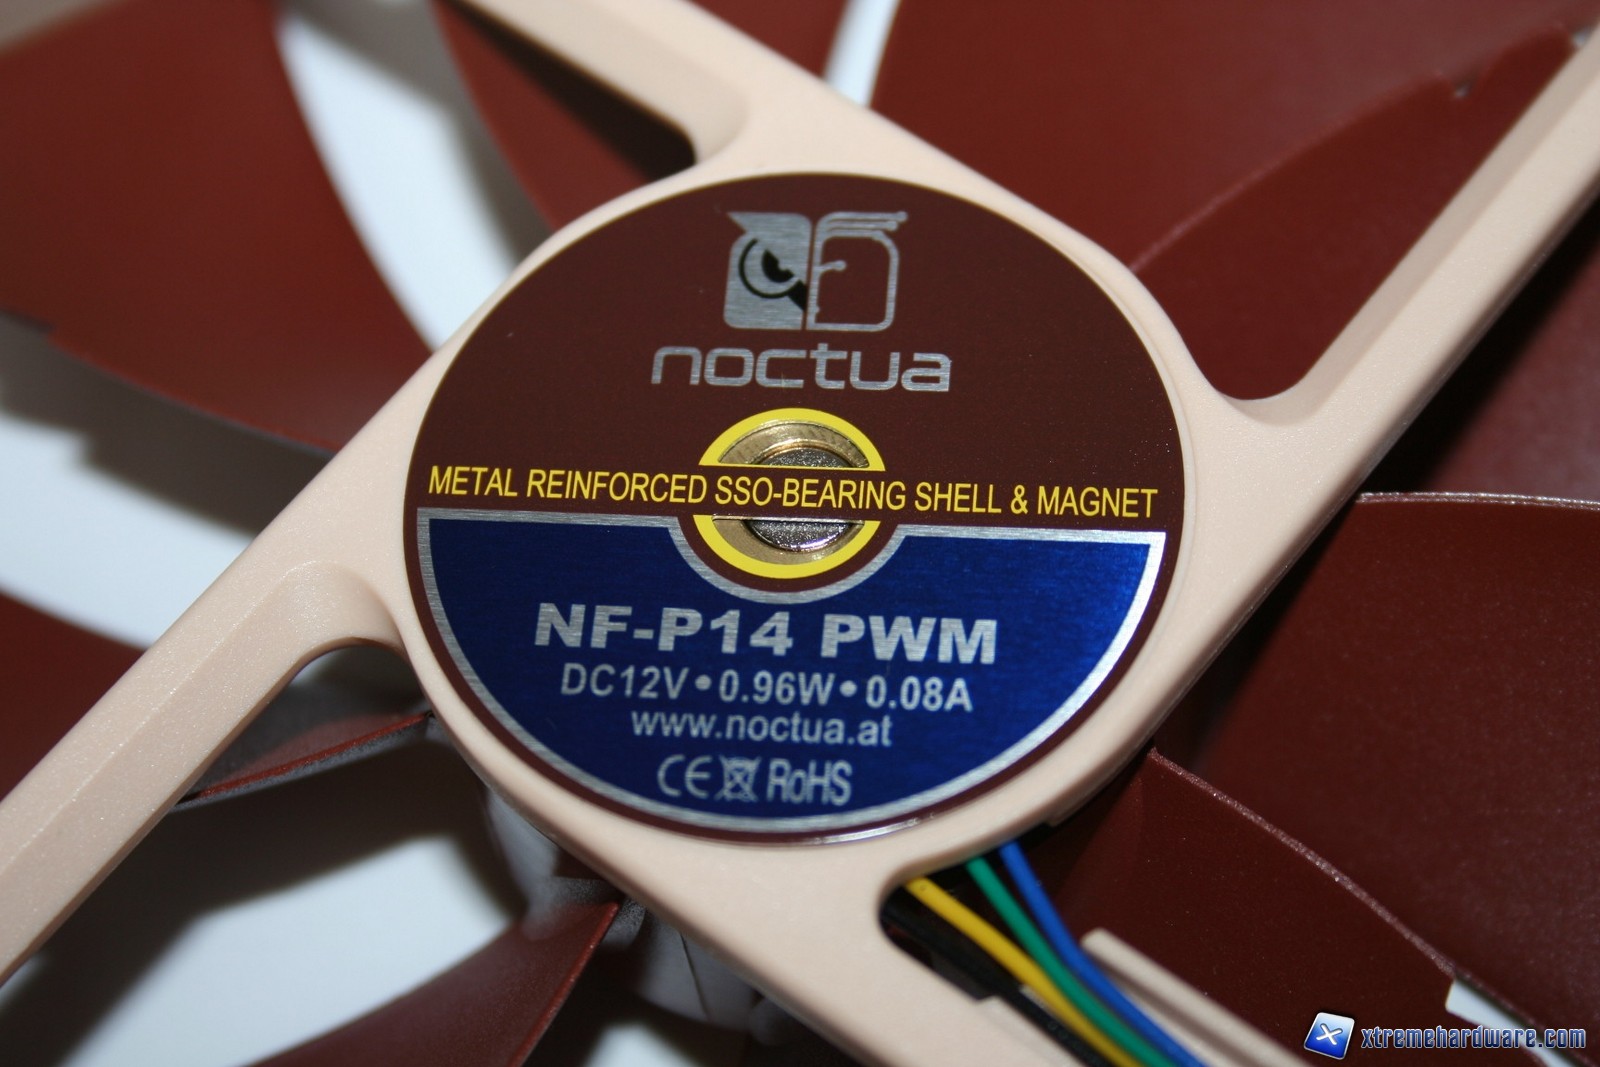 noctua
METAL REINFORCED SSO-BEARING SHELL & MAGNET
NF-P14 PWM
DC12V • 0.96W • 0.08A
www.noctua.at
CE RoHS
xtremehardware.com